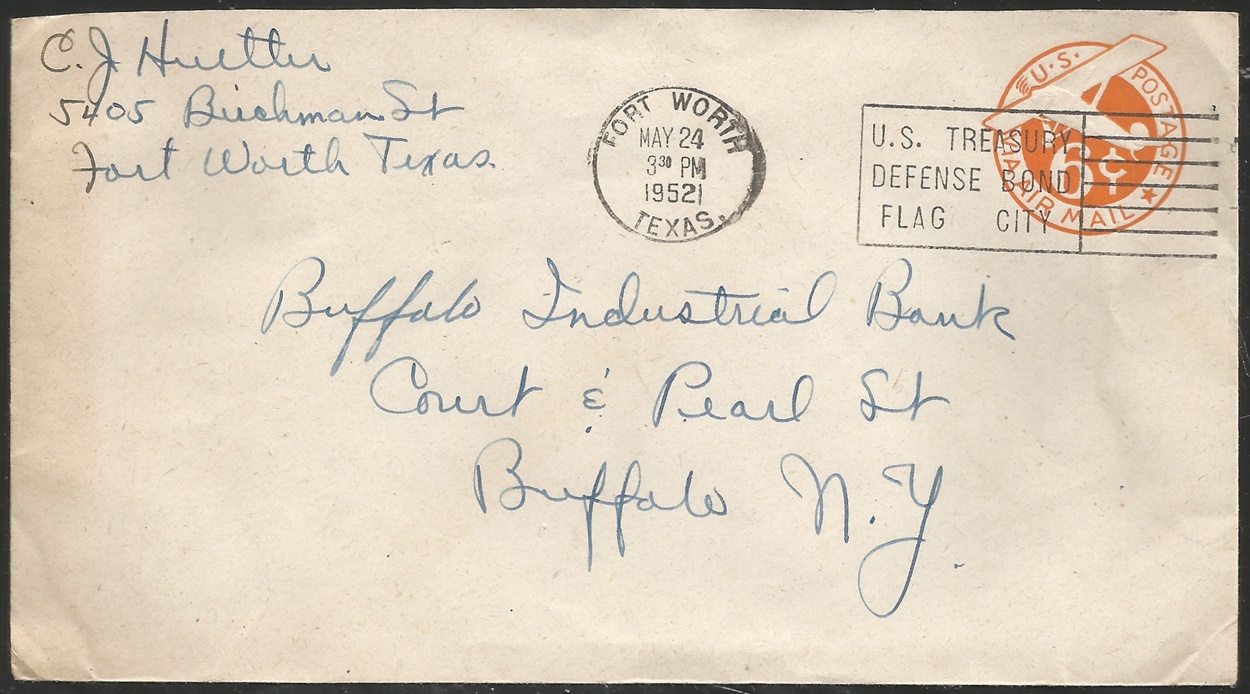 C. J. Huetter
5405 Birchman St
Fort Worth Texas.
FORT WORTH
MAY 24
3 30 PM
1952
TEXAS.
U.S. TREASURY
DEFENSE BOND
FLAG CITY
U.S. POSTAGE
6¢
VIA AIR MAIL
Buffalo Industrial Bank
Court & Pearl St
Buffalo N.Y.